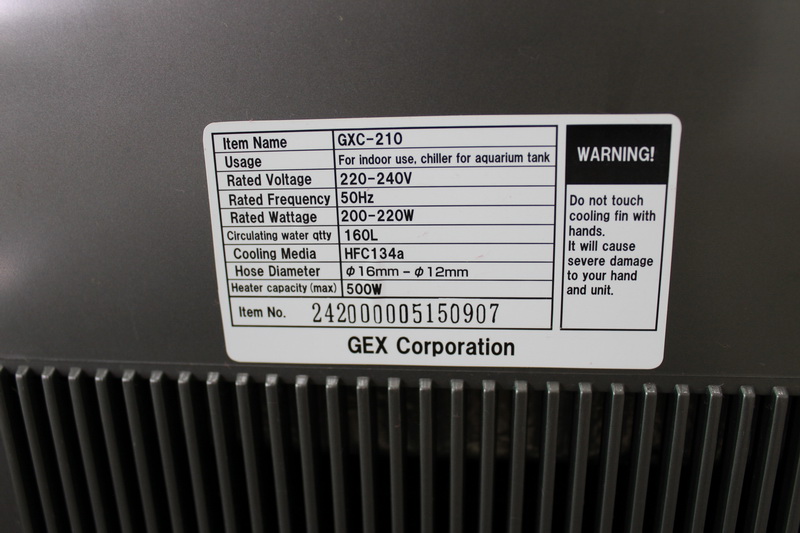 Item Name GXC-210
Usage For indoor use, chiller for aquarium tank
Rated Voltage 220-240V
Rated Frequency 50Hz
Rated Wattage 200-220W
Circulating water qtty 160L
Cooling Media HFC134a
Hose Diameter φ16mm-φ12mm
Heater capacity (max) 500W
Item No. 242000005150907
GEX Corporation
WARNING!
Do not touch
cooling fin with
hands.
It will cause
severe damage
to your hand
and unit.